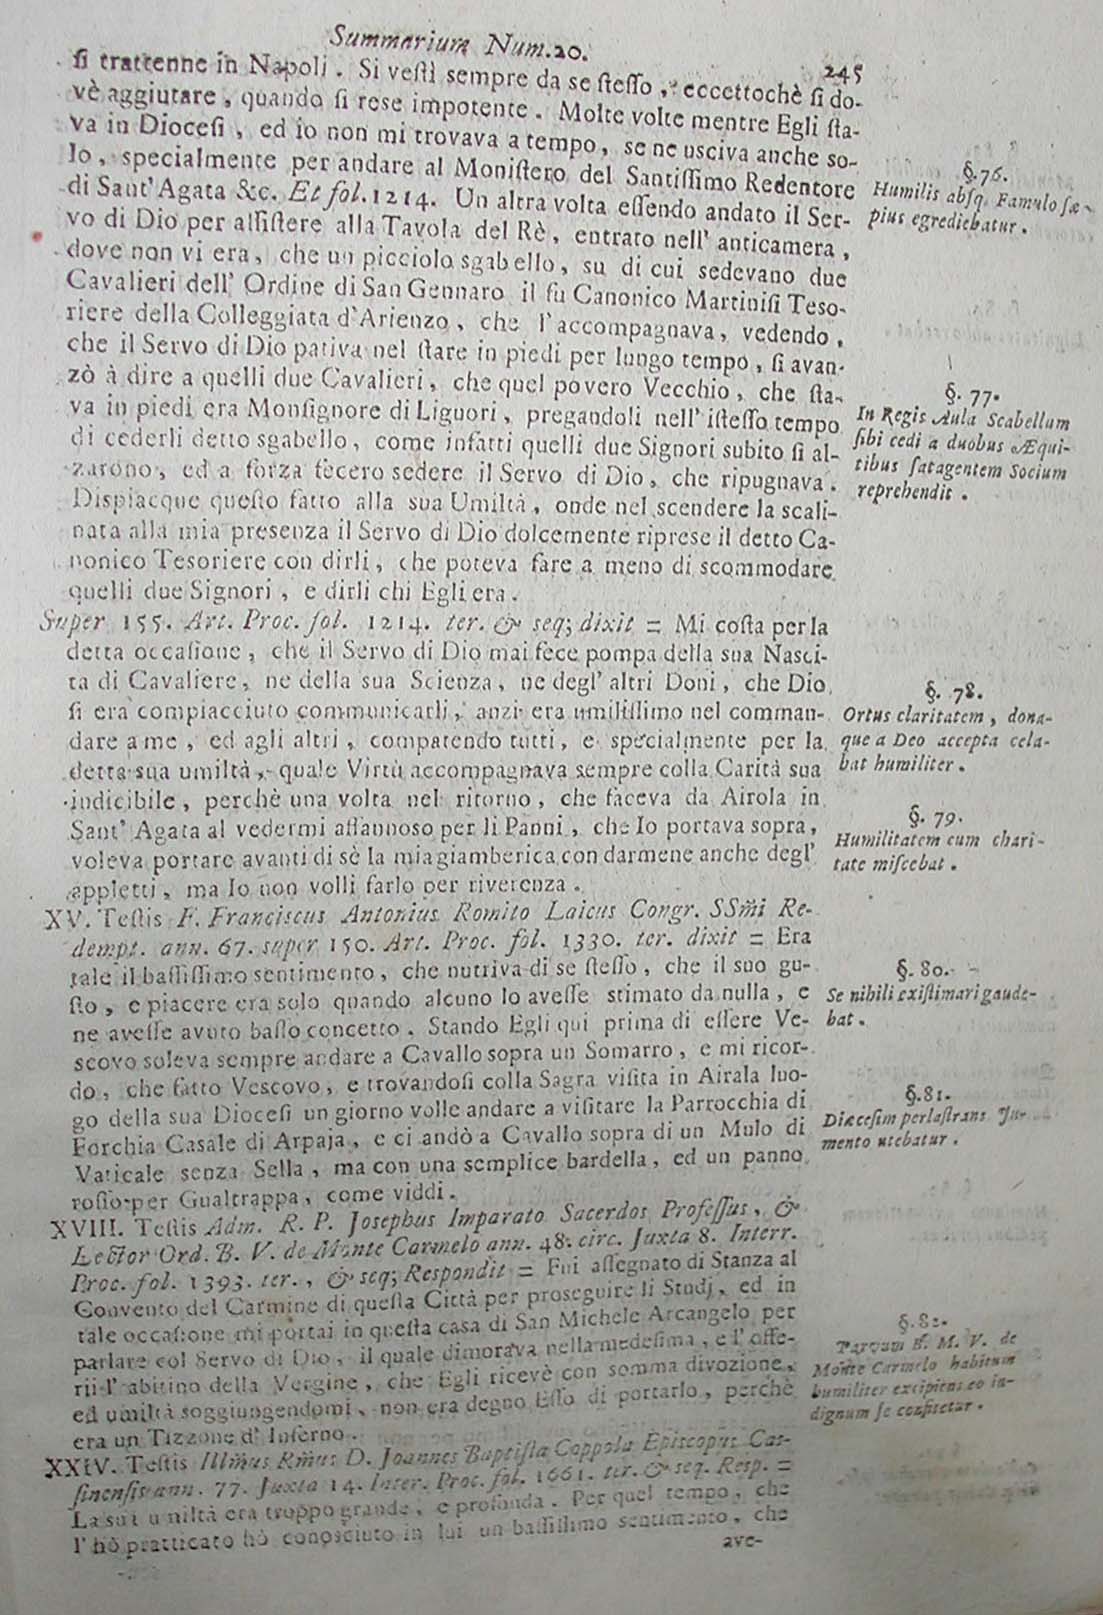 Summarium Num.20.
245
ſi trattenne in Napoli. Si veſtì sempre da se ſteſſo, eccettochè ſi do-
vè aggiutare, quando ſi rese impotente. Molte volte mentre Egli ſta-
va in Dioceſi, ed io non mi trovava a tempo, se ne usciva anche so-
lo, specialmente per andare al Moniſtero del Santiſſimo Redentore
di Sant'Agata &c. Et fol. 1214. Un altra volta eſſendo andato il Ser-
vo di Dio per aſſiſtere alla Tavola del Rè, entrato nell' anticamera,
dove non vi era, che un picciolo sgabello, su di cui sedevano due
Cavalieri dell' Ordine di San Gennaro il fu Canonico Martiniſi Teso-
riere della Colleggiata d'Arienzo, che l'accompagnava, vedendo,
che il Servo di Dio pativa nel ſtare in piedi per lungo tempo, ſi avan-
zò à dire a quelli due Cavalieri, che quel povero Vecchio, che ſta-
va in piedi era Monſignore di Liguori, pregandoli nell' iſteſſo tempo
di cederli detto sgabello, come infatti quelli due Signori subito ſi al-
zarono, ed a forza fecero sedere il Servo di Dio, che ripugnava.
Dispiacque queſto fatto alla sua Umiltà, onde nel scendere la scali-
nata alla mia presenza il Servo di Dio dolcemente riprese il detto Ca-
nonico Tesoriere con dirli, che poteva fare a meno di scommodare
quelli due Signori, e dirli chi Egli era.
Super 155. Art. Proc. fol. 1214. ter. & seq; dixit = Mi coſta per la
detta occaſione, che il Servo di Dio mai fece pompa della sua Nasci-
ta di Cavaliere, ne della sua Scienza, ne degl' altri Doni, che Dio
ſi era compiacciuto communicarli, anzi era umiliſſimo nel comman-
dare a me, ed agli altri, compatendo tutti, e specialmente per la
detta sua umiltà, quale Virtù accompagnava sempre colla Carità sua
indicibile, perchè una volta nel ritorno, che faceva da Airola in
Sant' Agata al vedermi affannoso per li Panni, che Io portava sopra,
voleva portare avanti di sè la mia giamberica con darmene anche degl'
appletti, ma Io non volli farlo per riverenza.
XV. Teſtis F. Franciscus Antonius Romito Laicus Congr. SSm̃i Re-
dempt. ann. 67. super 150. Art. Proc. fol. 1330. ter. dixit = Era
tale il baſſiſſimo sentimento, che nutriva di se ſteſſo, che il suo gu-
ſto, e piacere era solo quando alcuno lo aveſſe stimato da nulla, e
ne aveſſe avuto baſſo concetto. Stando Egli qui prima di eſſere Ve-
scovo soleva sempre andare a Cavallo sopra un Somarro, e mi ricor-
do, che fatto Vescovo, e trovandoſi colla Sagra viſita in Airala luo-
go della sua Dioceſi un giorno volle andare a viſitare la Parrocchia di
Forchia Casale di Arpaja, e ci andò a Cavallo sopra di un Mulo di
Vaticale senza Sella, ma con una semplice bardella, ed un panno
roſſo per Gualtrappa, come viddi.
XVIII. Teſtis Adm. R. P. Josephus Imparato Sacerdos Profeſſus, &
Lector Ord. B. V. de Monte Carmelo ann. 48. circ. Juxta 8. Interr.
Proc. fol. 1393. ter., & seq; Respondit = Fui aſſegnato di Stanza al
Convento del Carmine di queſta Città per proseguire li Studj, ed in
tale occaſione mi portai in queſta casa di San Michele Arcangelo per
parlare col Servo di Dio, il quale dimorava nella medeſima, e l'offe-
rii l'abitino della Vergine, che Egli ricevè con somma divozione,
ed umiltà soggiungendomi, non era degno Eſſo di portarlo, perchè
era un Tizzone d'Inferno.
XXIV. Teſtis Illm̃us Rm̃us D. Joannes Baptiſta Coppola Episcopus Caſ-
ſinenſis ann. 77. Juxta 14. Inter. Proc. fol. 1661. ter. & seq. Resp. =
La sua umiltà era troppo grande, e profonda. Per quel tempo, che
l'hò pratticato hò conosciuto in lui un baſſiſſimo sentimento, che
ave-
§.76.
Humilis abſq. Famulo ſæ-
pius egrediebatur.
§.77.
In Regis Aula Scabellum
ſibi cedi a duobus Æqui-
tibus ſatagentem Socium
reprehendit.
§. 78.
Ortus claritatem, dona-
que a Deo accepta cela-
bat humiliter.
§. 79.
Humilitatem cum chari-
tate miſcebat.
§. 80.
Se nihili exiſtimari gaude-
bat.
§.81.
Diæceſim perluſtrans Ju-
mento utebatur.
§.82.
Parvum B. M. V. de
Monte Carmelo habitum
humiliter excipiens eo in-
dignum ſe confitetur.